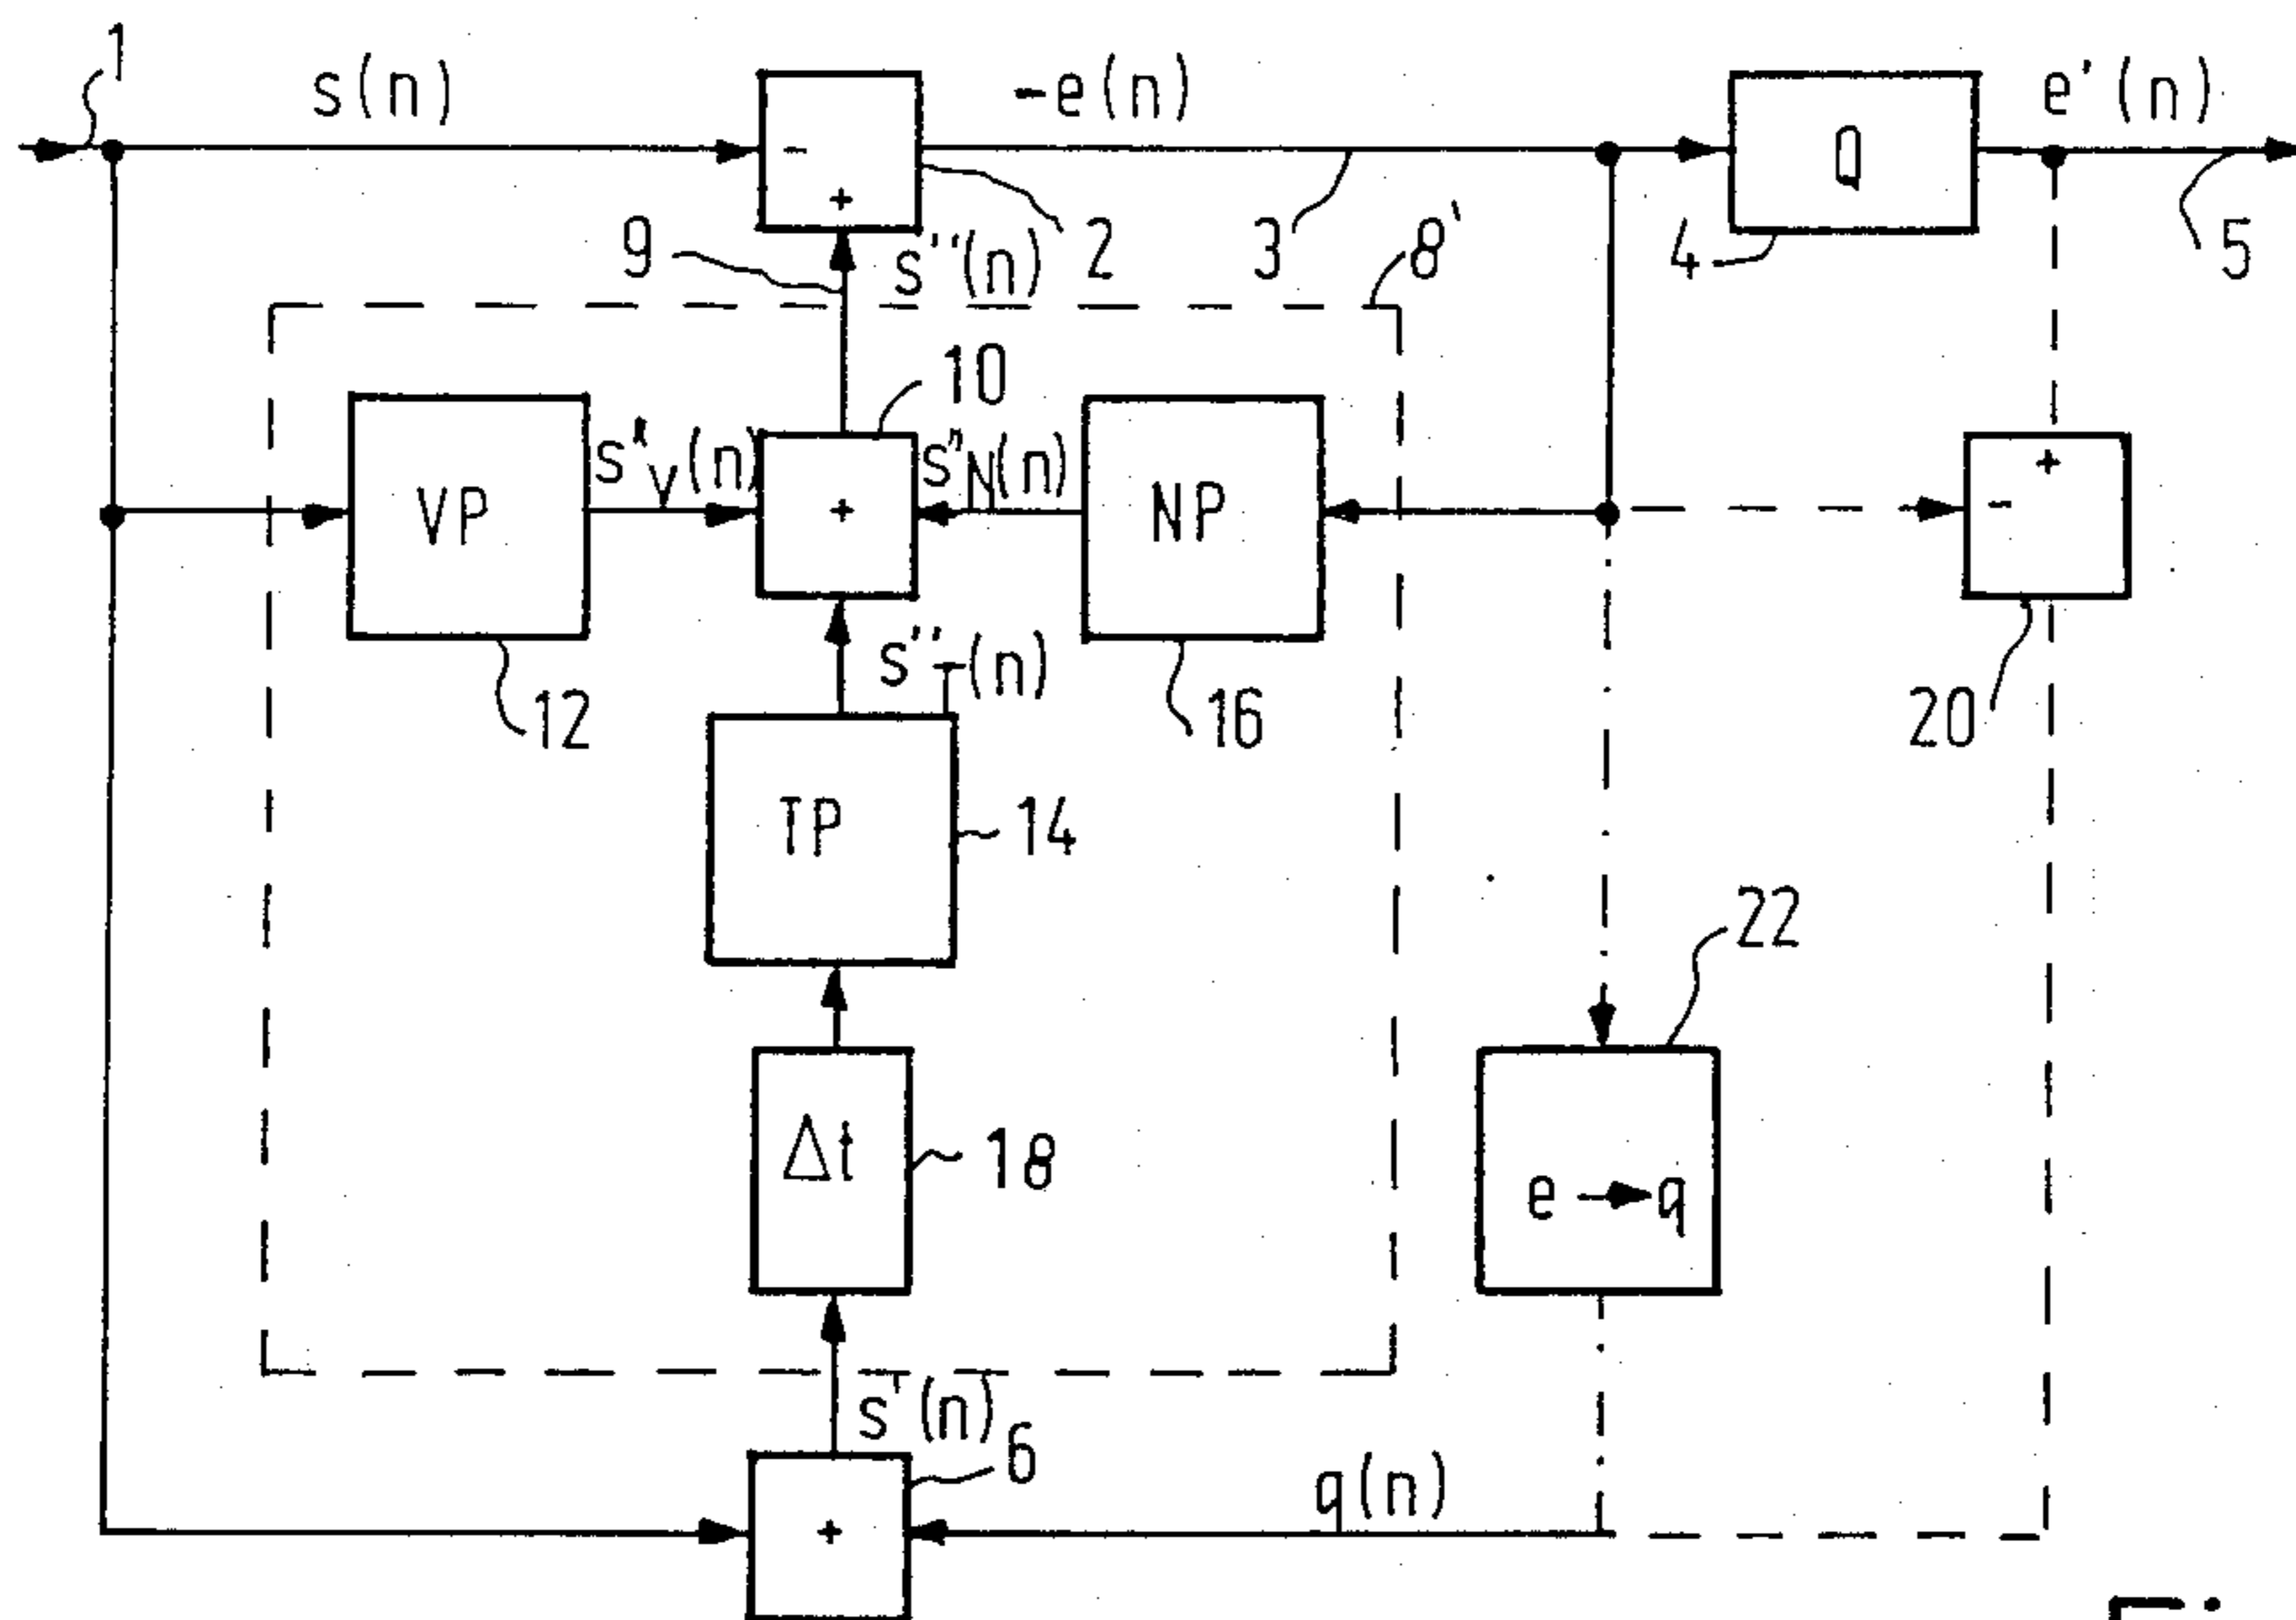 1
s(n)
-e(n)
e'(n)
-
+
Q
9
s''(n)
2
3
8'
4
5
10
VP
s''V(n)
+
s''N(n)
NP
+
-
12
s''T(n)
16
20
TP
14
22
Δt
18
e → q
s'(n)
6
+
q(n)